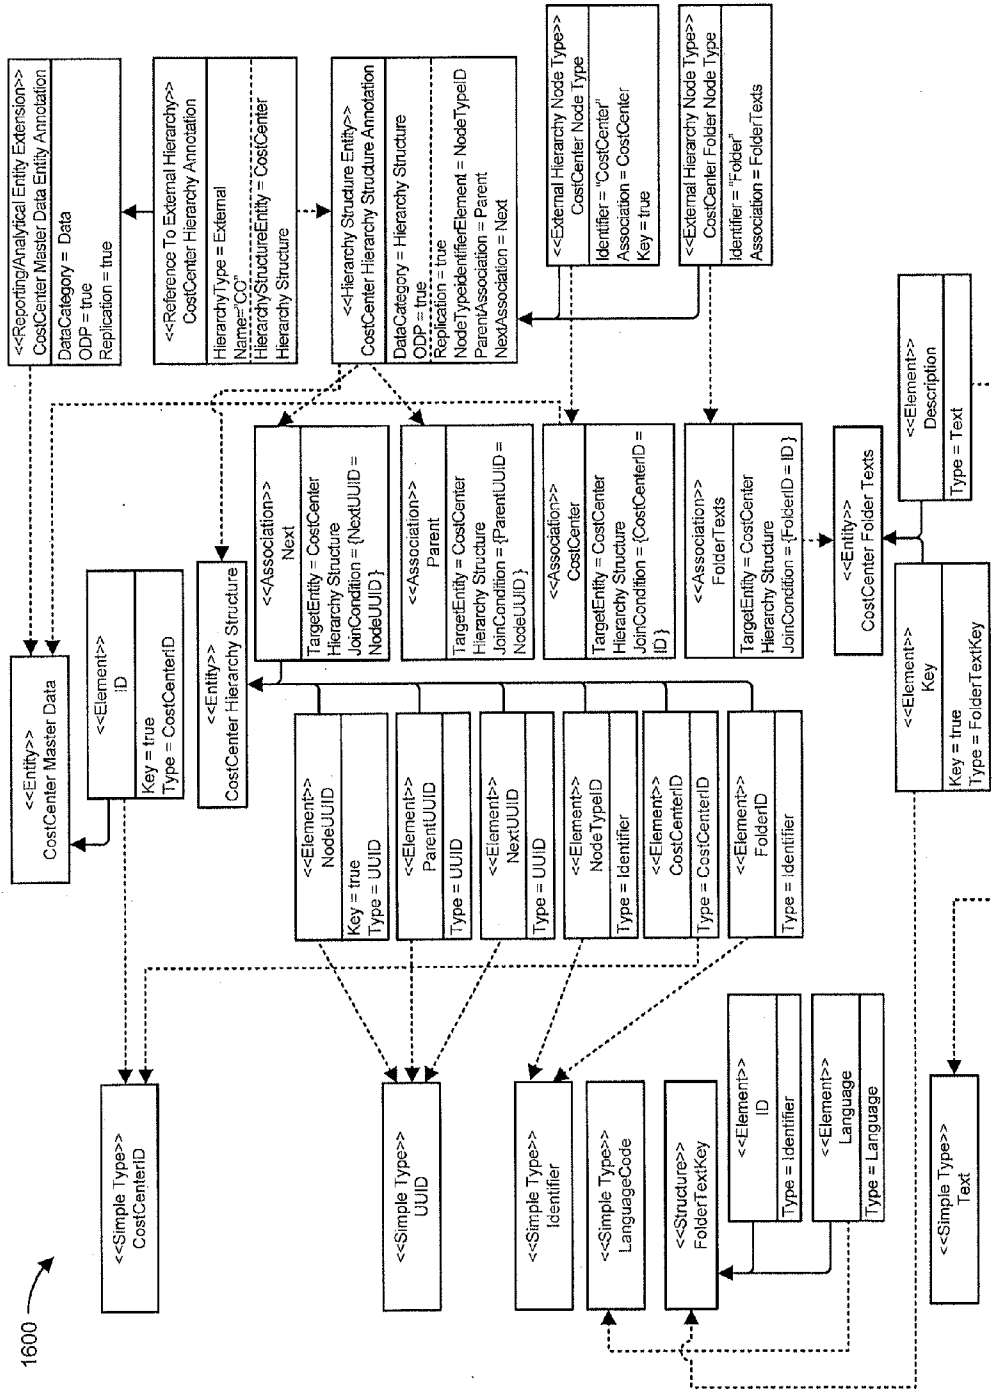 1600
<<Simple Type>>
CostCenterID
<<Simple Type>>
UUID
<<Simple Type>>
Identifier
<<Simple Type>>
LanguageCode
<<Structure>>
FolderTextKey
<<Element>>
ID
Type = Identifier
<<Element>>
Language
Type = Language
<<Simple Type>>
Text
<<Entity>>
CostCenter Master Data
<<Element>>
ID
Key = true
Type = CostCenterID
<<Entity>>
CostCenter Hierarchy Structure
<<Element>>
NodeUUID
Key = true
Type = UUID
<<Element>>
ParentUUID
Type = UUID
<<Element>>
NextUUID
Type = UUID
<<Element>>
NodeTypeID
Type = Identifier
<<Element>>
CostCenterID
Type = CostCenterID
<<Element>>
FolderID
Type = Identifier
<<Association>>
Next
TargetEntity = CostCenter
Hierarchy Structure
JoinCondition = {NextUUID =
NodeUUID }
<<Association>>
Parent
TargetEntity = CostCenter
Hierarchy Structure
JoinCondition = {ParentUUID =
NodeUUID }
<<Association>>
CostCenter
TargetEntity = CostCenter
Hierarchy Structure
JoinCondition = {CostCenterID =
ID }
<<Association>>
FolderTexts
TargetEntity = CostCenter
Hierarchy Structure
JoinCondition = {FolderID = ID }
<<Entity>>
CostCenter Folder Texts
<<Element>>
Key
Key = true
Type = FolderTextKey
<<Element>>
Description
Type = Text
<<Reporting/Analytical Entity Extension>>
CostCenter Master Data Entity Annotation
DataCategory = Data
ODP = true
Replication = true
<<Reference To External Hierarchy>>
CostCenter Hierarchy Annotation
HierarchyType = External
Name="CO"
HierarchyStructureEntity = CostCenter
Hierarchy Structure
<<Hierarchy Structure Entity>>
CostCenter Hierarchy Structure Annotation
DataCategory = Hierarchy Structure
ODP = true
Replication = true
NodeTypeidentifierElement = NodeTypeID
ParentAssociation = Parent
NextAssociation = Next
<<External Hierarchy Node Type>>
CostCenter Node Type
Identifier = "CostCenter"
Association = CostCenter
Key = true
<<External Hierarchy Node Type>>
CostCenter Folder Node Type
Identifier = "Folder"
Association = FolderTexts